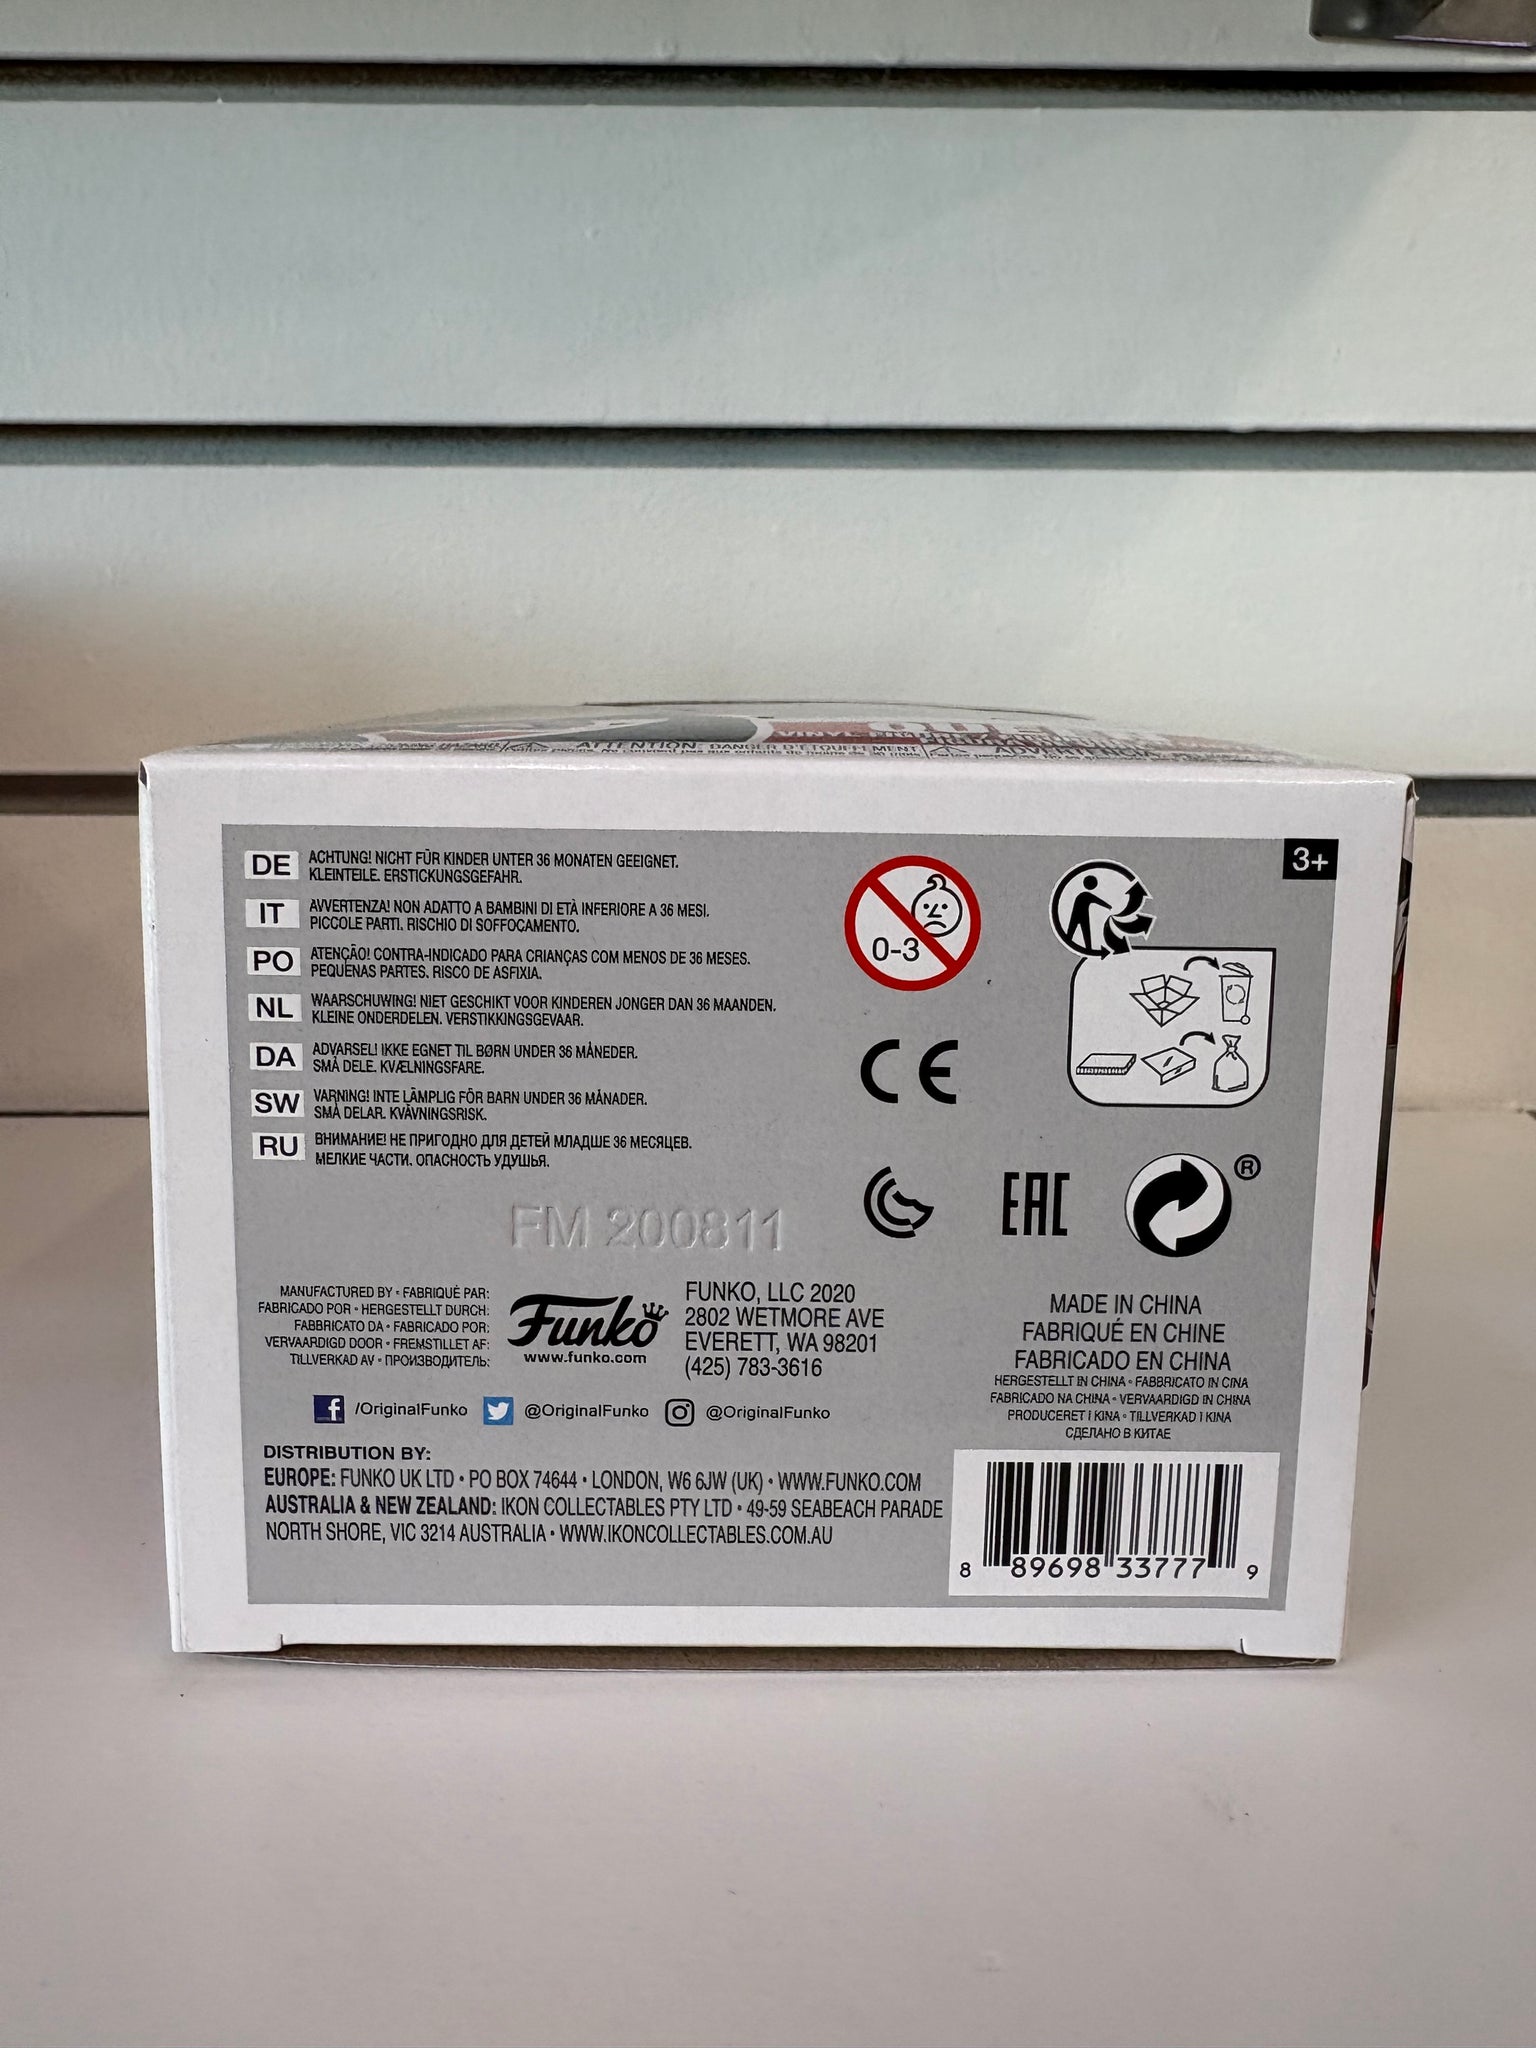 ATTENTION: DANGER D'ÉTOUFFEMENT
3+
DE ACHTUNG! NICHT FÜR KINDER UNTER 36 MONATEN GEEIGNET.
KLEINTEILE. ERSTICKUNGSGEFAHR.
IT AVVERTENZA! NON ADATTO A BAMBINI DI ETÀ INFERIORE A 36 MESI.
PICCOLE PARTI. RISCHIO DI SOFFOCAMENTO.
PO ATENÇÃO! CONTRA-INDICADO PARA CRIANÇAS COM MENOS DE 36 MESES.
PEQUENAS PARTES. RISCO DE ASFIXIA.
NL WAARSCHUWING! NIET GESCHIKT VOOR KINDEREN JONGER DAN 36 MAANDEN.
KLEINE ONDERDELEN. VERSTIKKINGSGEVAAR.
DA ADVARSEL! IKKE EGNET TIL BØRN UNDER 36 MÅNEDER.
SMÅ DELE. KVÆLNINGSFARE.
SW VARNING! INTE LÄMPLIG FÖR BARN UNDER 36 MÅNADER.
SMÅ DELAR. KVÄVNINGSRISK.
RU ВНИМАНИЕ! НЕ ПРИГОДНО ДЛЯ ДЕТЕЙ МЛАДШЕ 36 МЕСЯЦЕВ.
МЕЛКИЕ ЧАСТИ. ОПАСНОСТЬ УДУШЬЯ.
0-3
CE
EAC
®
FM 200811
MANUFACTURED BY • FABRIQUÉ PAR:
FABRICADO POR • HERGESTELLT DURCH:
FABBRICATO DA • FABRICADO POR:
VERVAARDIGD DOOR • FREMSTILLET AF:
TILLVERKAD AV • ПРОИЗВОДИТЕЛЬ:
Funko
www.funko.com
FUNKO, LLC 2020
2802 WETMORE AVE
EVERETT, WA 98201
(425) 783-3616
/OriginalFunko @OriginalFunko @OriginalFunko
MADE IN CHINA
FABRIQUÉ EN CHINE
FABRICADO EN CHINA
HERGESTELLT IN CHINA • FABBRICATO IN CINA
FABRICADO NA CHINA • VERVAARDIGD IN CHINA
PRODUCERET I KINA • TILLVERKAD I KINA
СДЕЛАНО В КИТАЕ
DISTRIBUTION BY:
EUROPE: FUNKO UK LTD • PO BOX 74644 • LONDON, W6 6JW (UK) • WWW.FUNKO.COM
AUSTRALIA & NEW ZEALAND: IKON COLLECTABLES PTY LTD • 49-59 SEABEACH PARADE
NORTH SHORE, VIC 3214 AUSTRALIA • WWW.IKONCOLLECTABLES.COM.AU
8 89698 33777 9